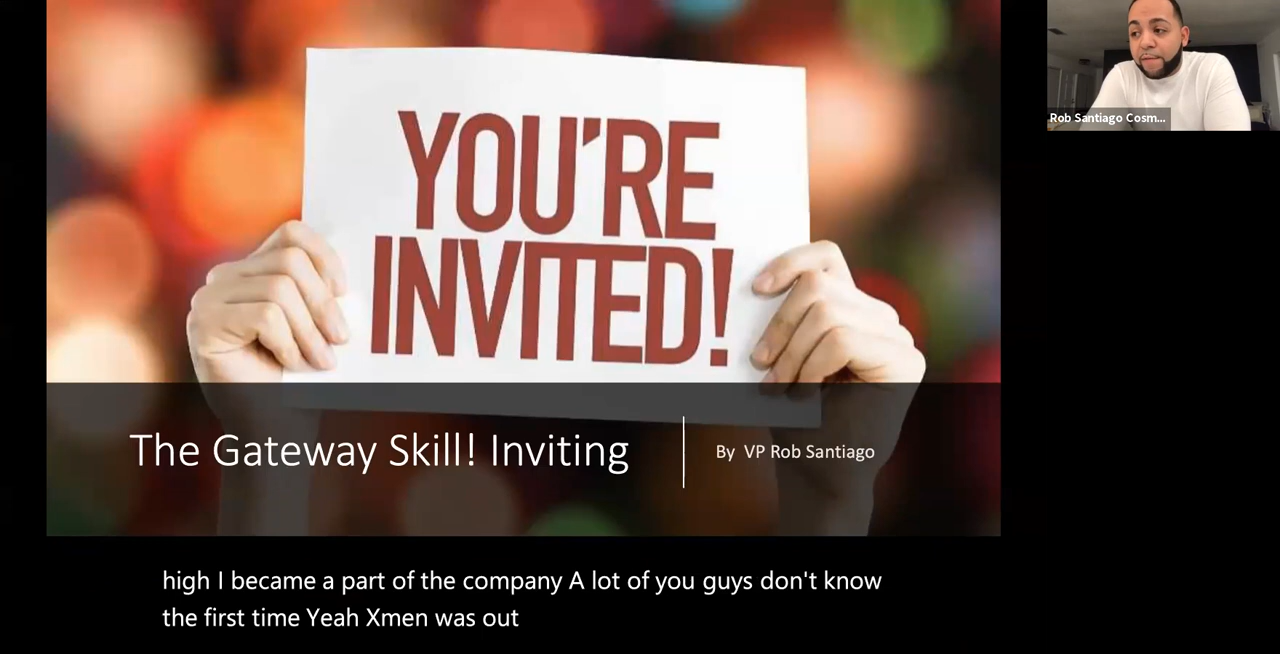 YOU'RE
INVITED!
The Gateway Skill! Inviting
By VP Rob Santiago
Rob Santiago Cosm...
high I became a part of the company A lot of you guys don't know
the first time Yeah Xmen was out